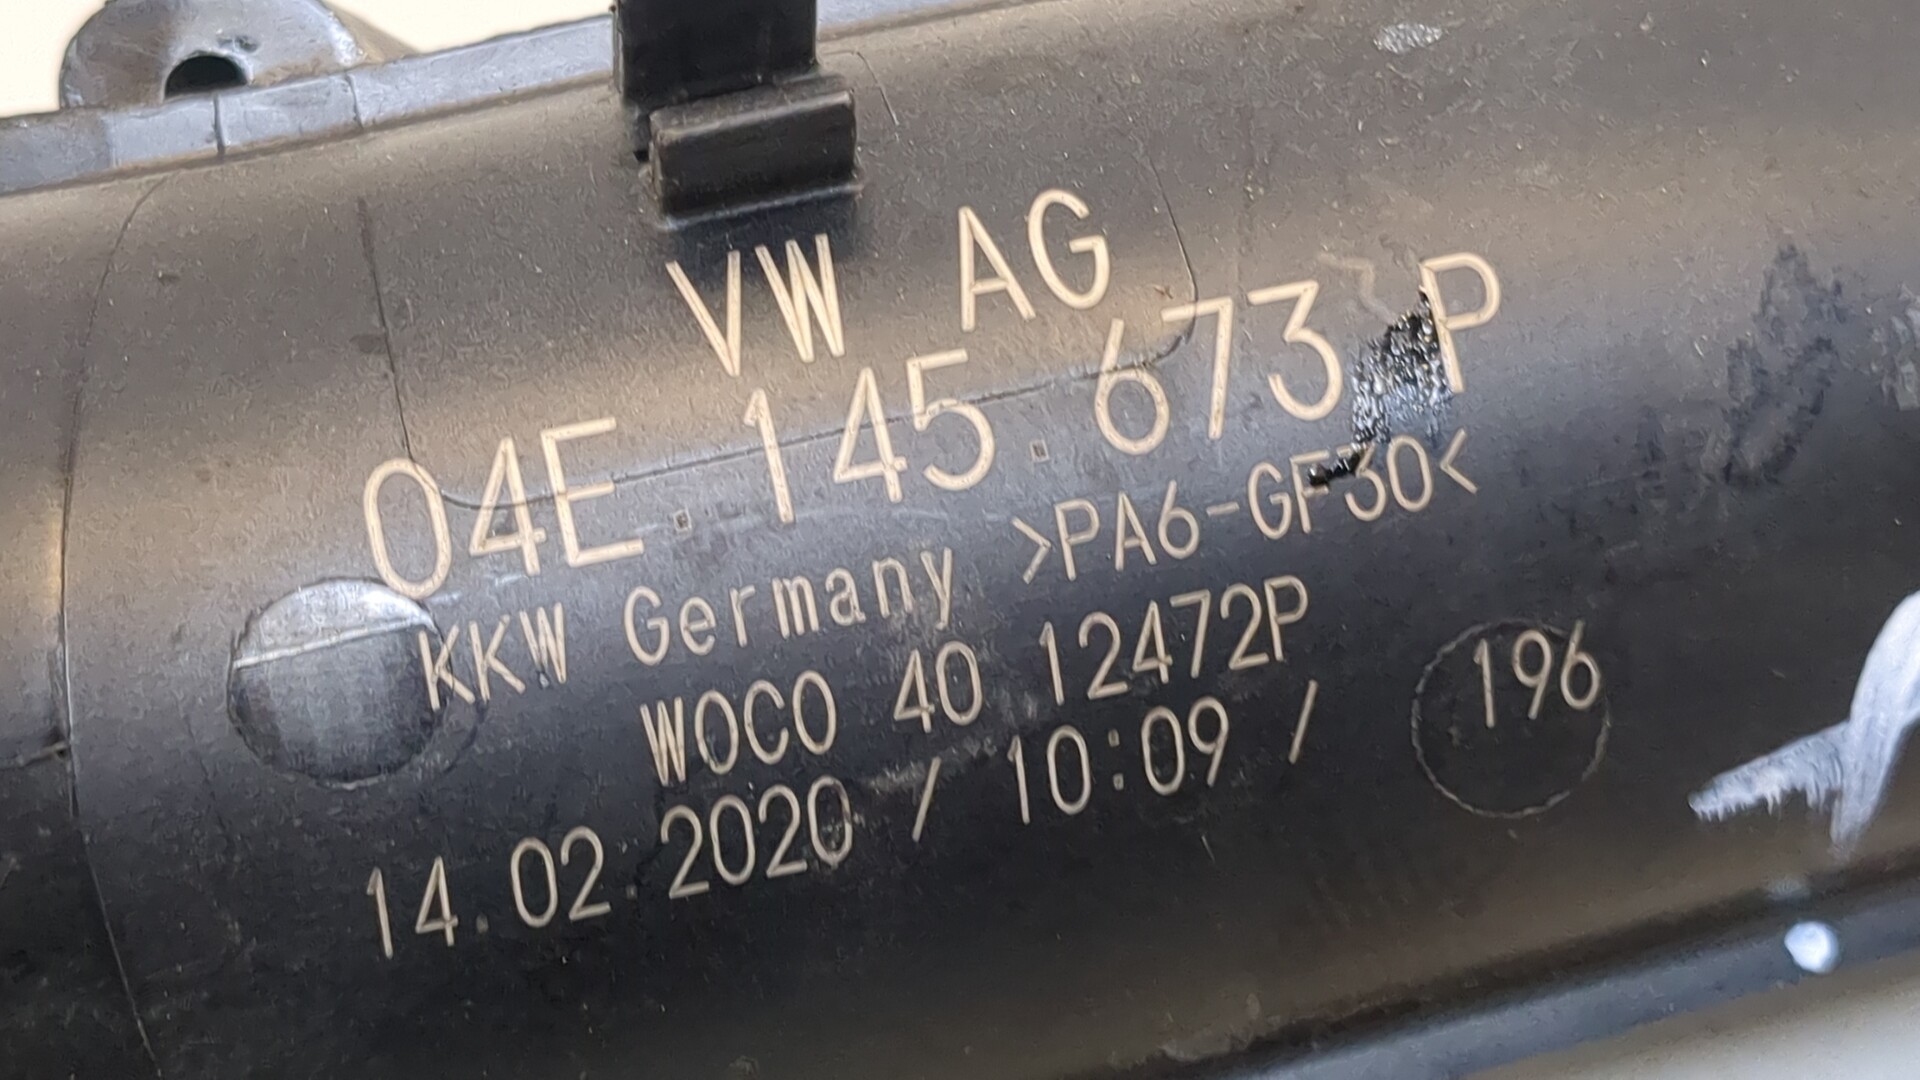 VW AG
04E.145.673 P
KKW Germany >PA6-GF30<
WOCO 40 12472P
14.02.2020 / 10:09 / 196